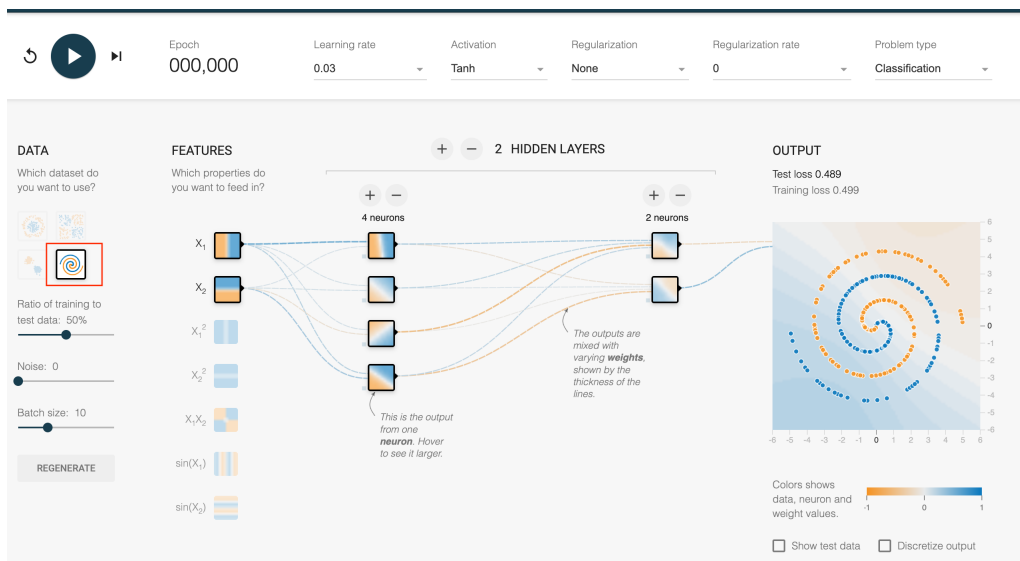 Epoch
000,000
Learning rate
0.03
Activation
Tanh
Regularization
None
Regularization rate
0
Problem type
Classification
DATA
Which dataset do
you want to use?
Ratio of training to
test data: 50%
Noise: 0
Batch size: 10
REGENERATE
FEATURES
Which properties do
you want to feed in?
X₁
X₂
X₁²
X₂²
X₁X₂
sin(X₁)
sin(X₂)
+ − 2 HIDDEN LAYERS
+ −
4 neurons
+ −
2 neurons
This is the output
from one
neuron. Hover
to see it larger.
The outputs are
mixed with
varying weights,
shown by the
thickness of the
lines.
OUTPUT
Test loss 0.489
Training loss 0.499
6
5
4
3
2
1
0
-1
-2
-3
-4
-5
-6
-6 -5 -4 -3 -2 -1 0 1 2 3 4 5 6
Colors shows
data, neuron and
weight values.
-1 0 1
Show test data
Discretize output